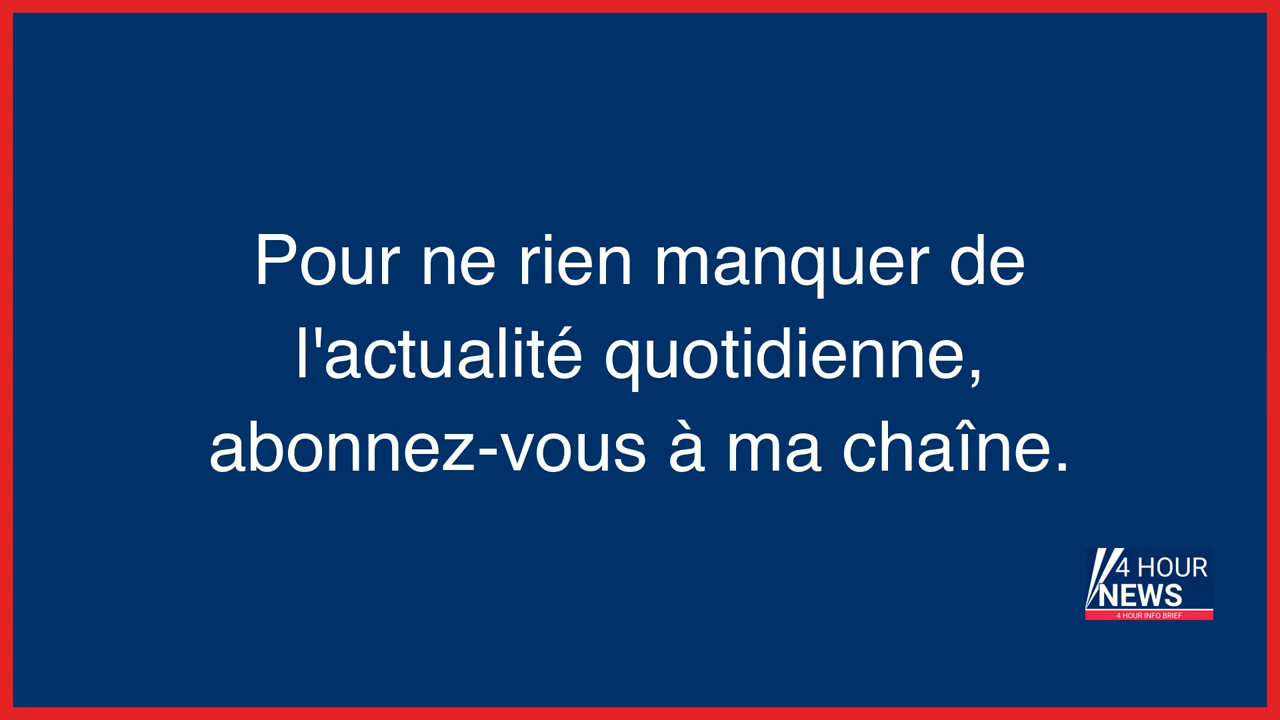 Pour ne rien manquer de
l'actualité quotidienne,
abonnez-vous à ma chaîne.
4 HOUR
NEWS
4 HOUR INFO BRIEF